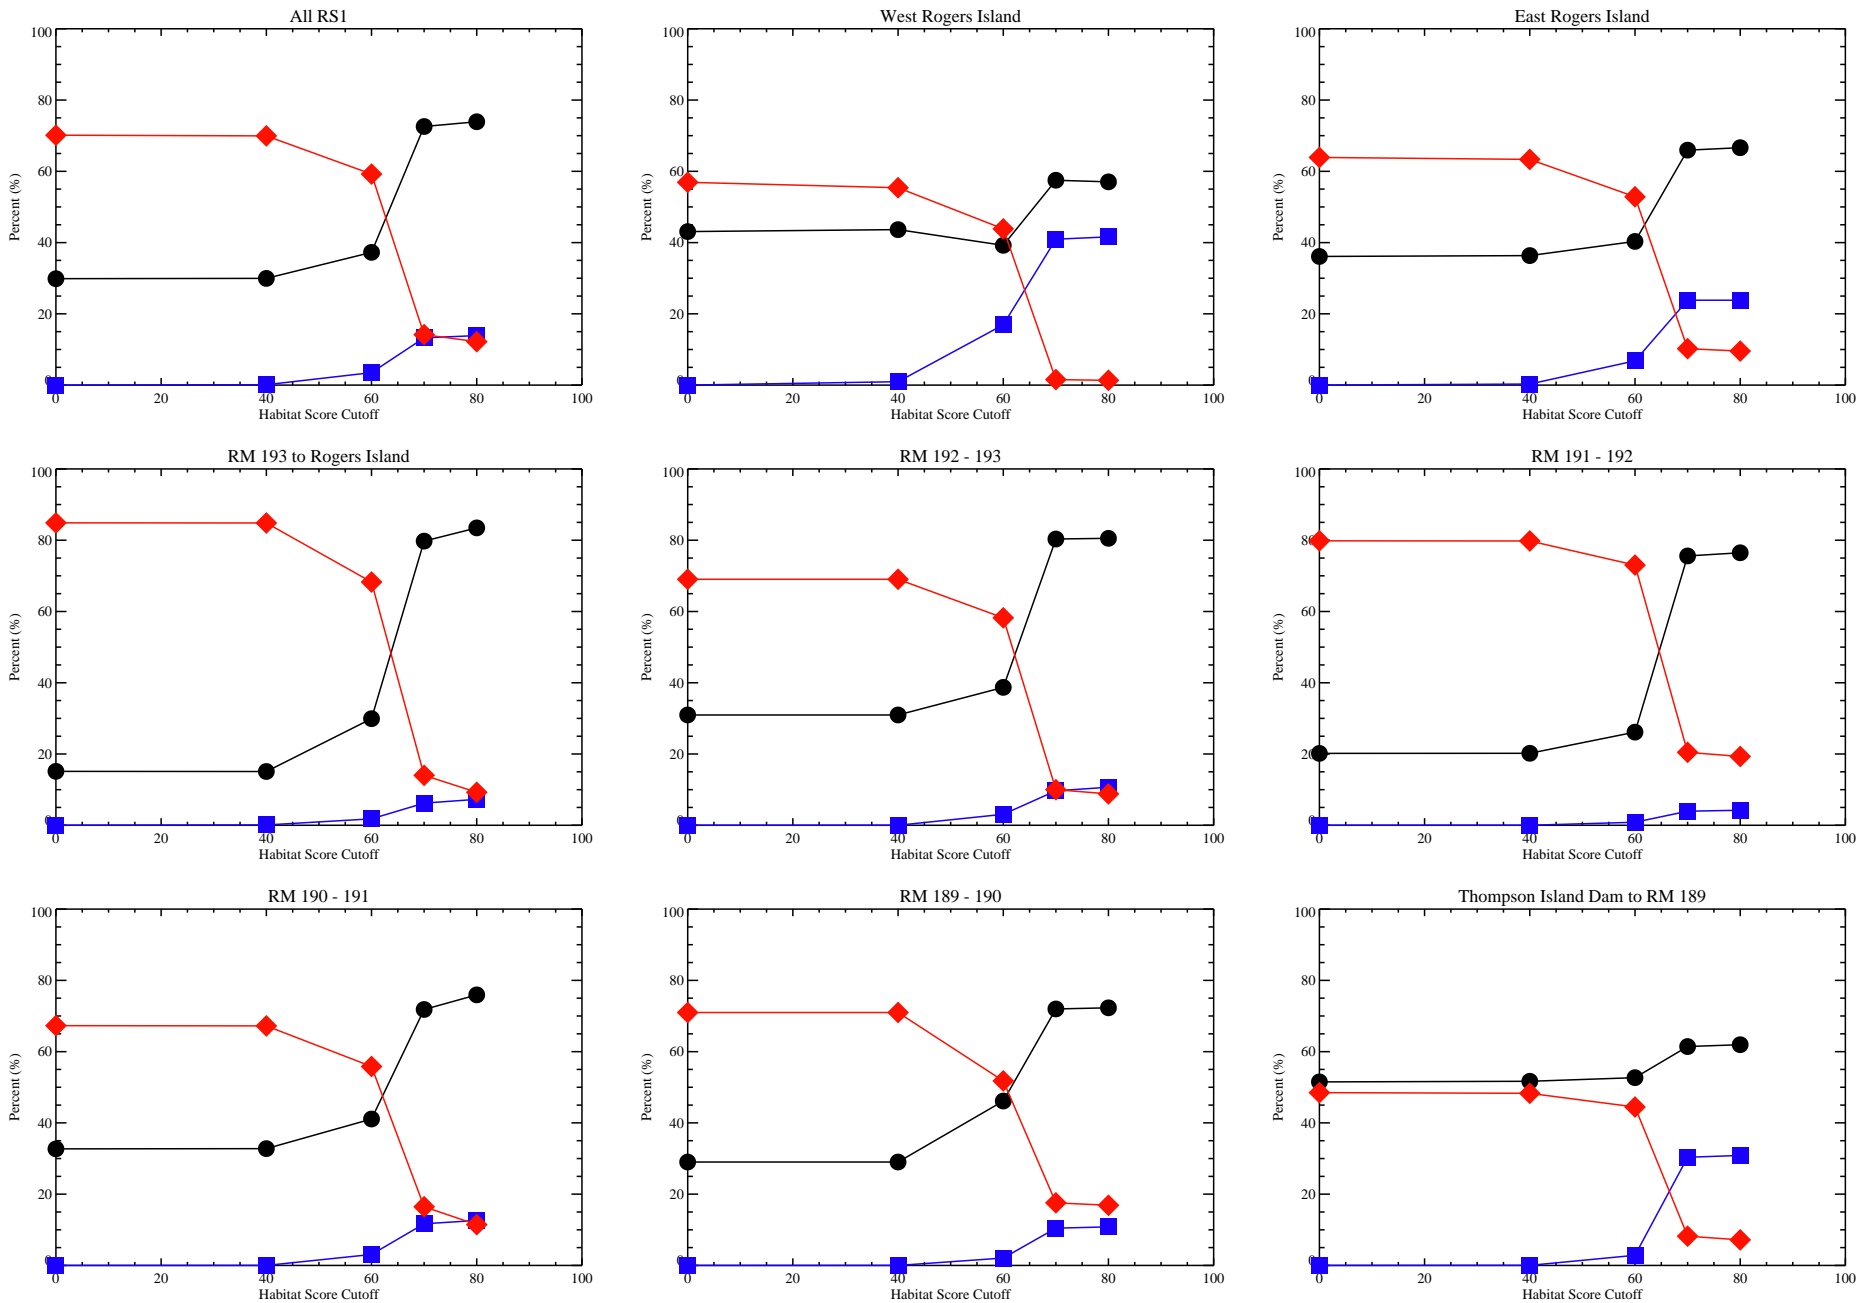 All RS1
100
80
60
40
20
0
Percent (%)
0 20 40 60 80 100
Habitat Score Cutoff
West Rogers Island
100
80
60
40
20
0
Percent (%)
0 20 40 60 80 100
Habitat Score Cutoff
East Rogers Island
100
80
60
40
20
0
Percent (%)
0 20 40 60 80 100
Habitat Score Cutoff
RM 193 to Rogers Island
100
80
60
40
20
0
Percent (%)
0 20 40 60 80 100
Habitat Score Cutoff
RM 192 - 193
100
80
60
40
20
0
Percent (%)
0 20 40 60 80 100
Habitat Score Cutoff
RM 191 - 192
100
80
60
40
20
0
Percent (%)
0 20 40 60 80 100
Habitat Score Cutoff
RM 190 - 191
100
80
60
40
20
0
Percent (%)
0 20 40 60 80 100
Habitat Score Cutoff
RM 189 - 190
100
80
60
40
20
0
Percent (%)
0 20 40 60 80 100
Habitat Score Cutoff
Thompson Island Dam to RM 189
100
80
60
40
20
0
Percent (%)
0 20 40 60 80 100
Habitat Score Cutoff